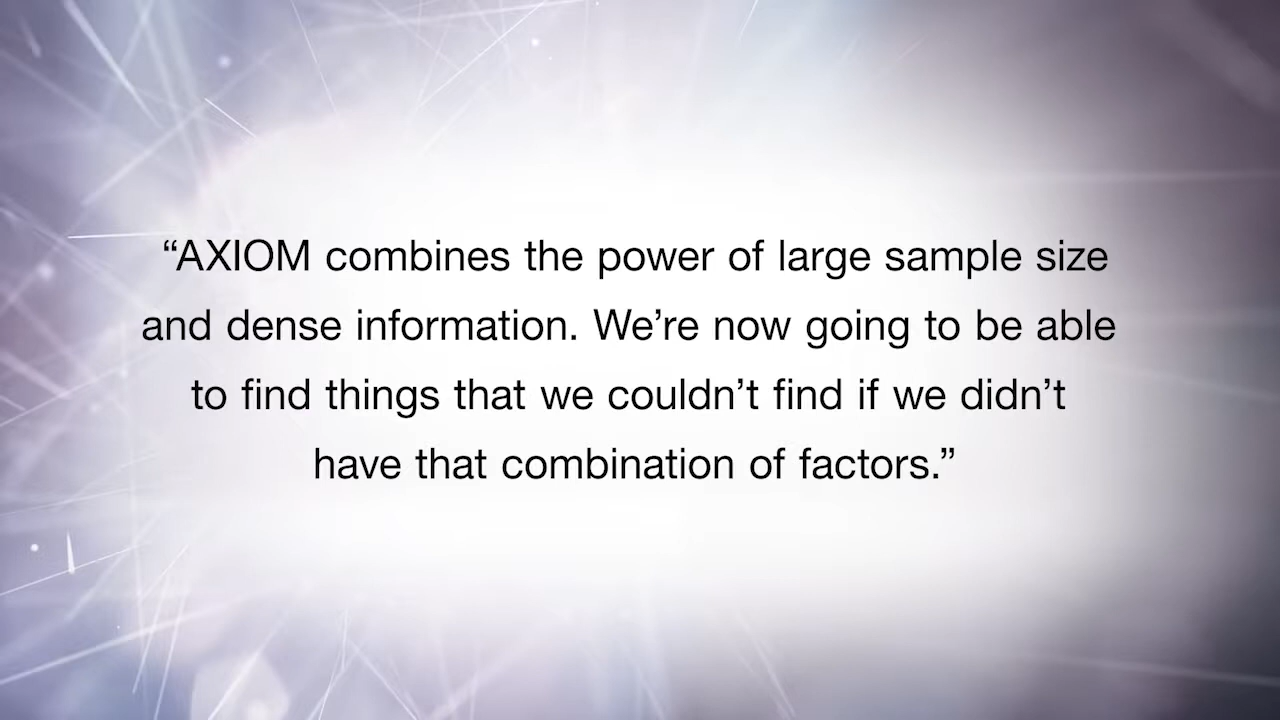 “AXIOM combines the power of large sample size
and dense information. We’re now going to be able
to find things that we couldn’t find if we didn’t
have that combination of factors.”